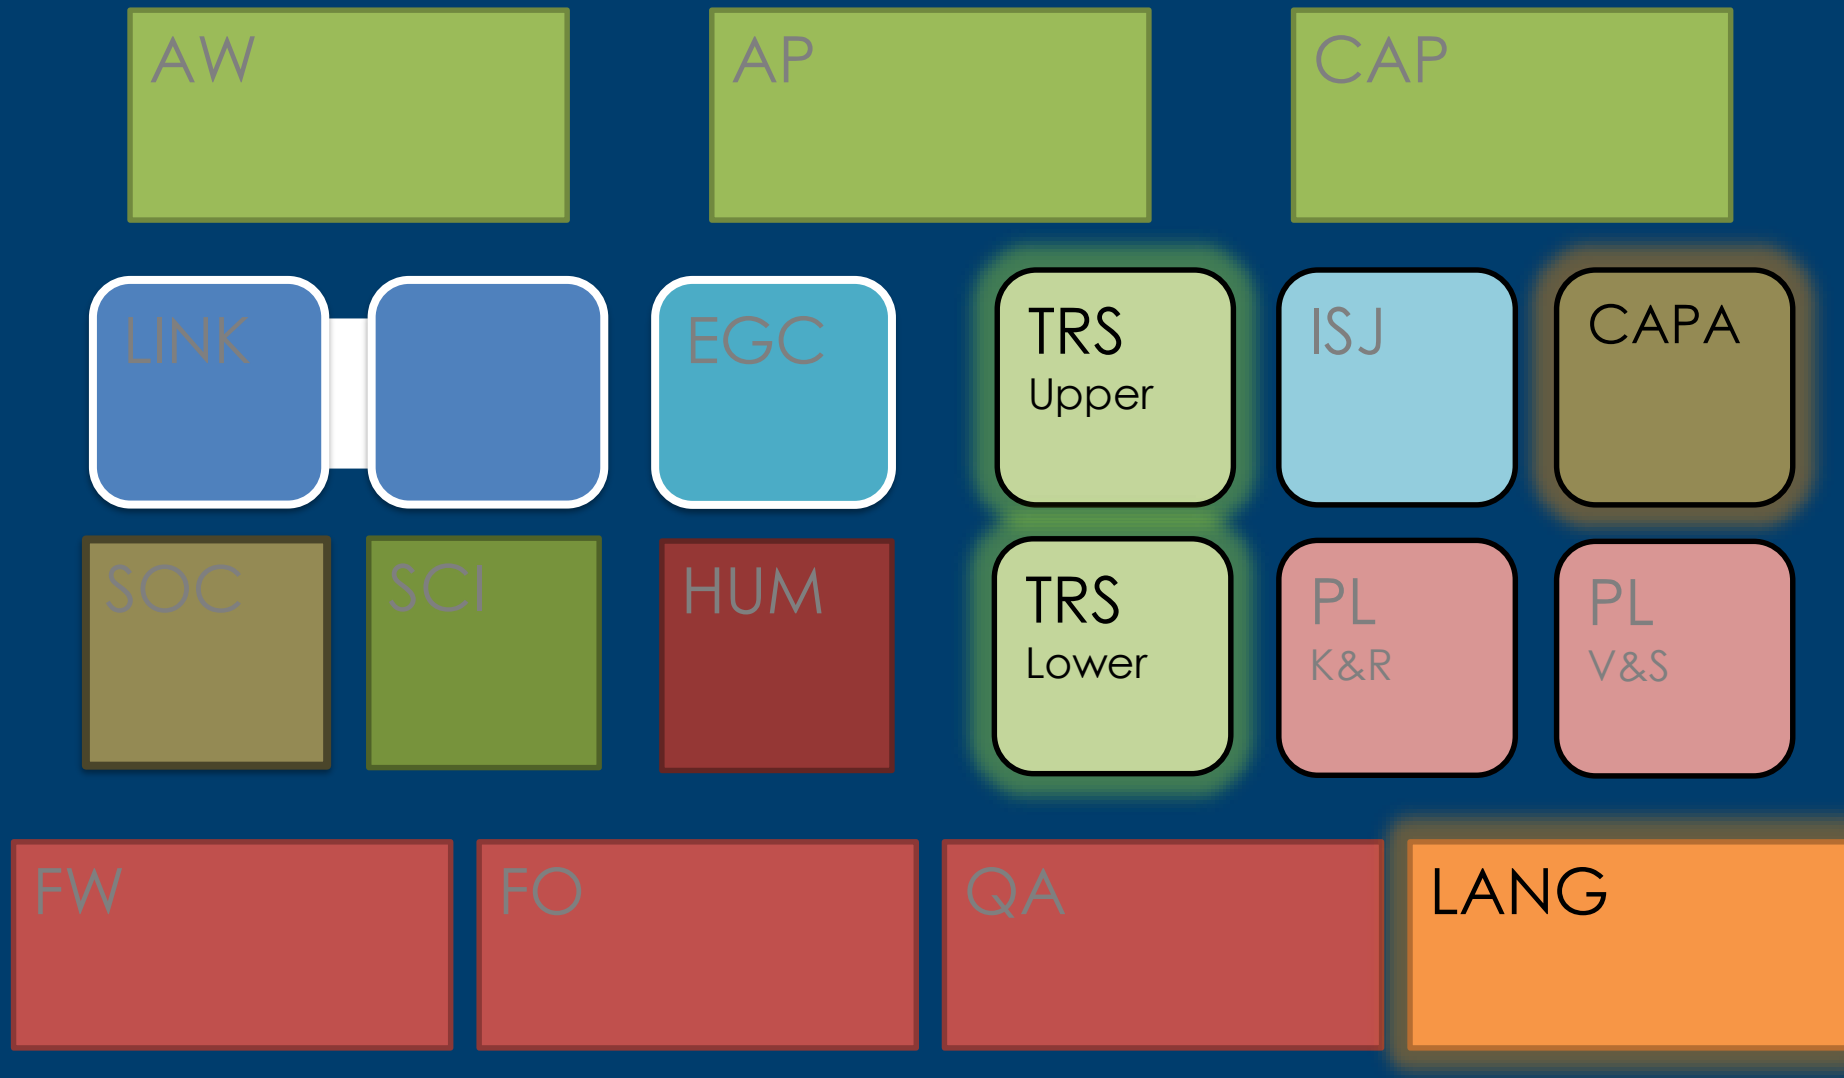 AW
AP
CAP
LINK
EGC
TRS
Upper
ISJ
CAPA
SOC
SCI
HUM
TRS
Lower
PL
K&R
PL
V&S
FW
FO
QA
LANG